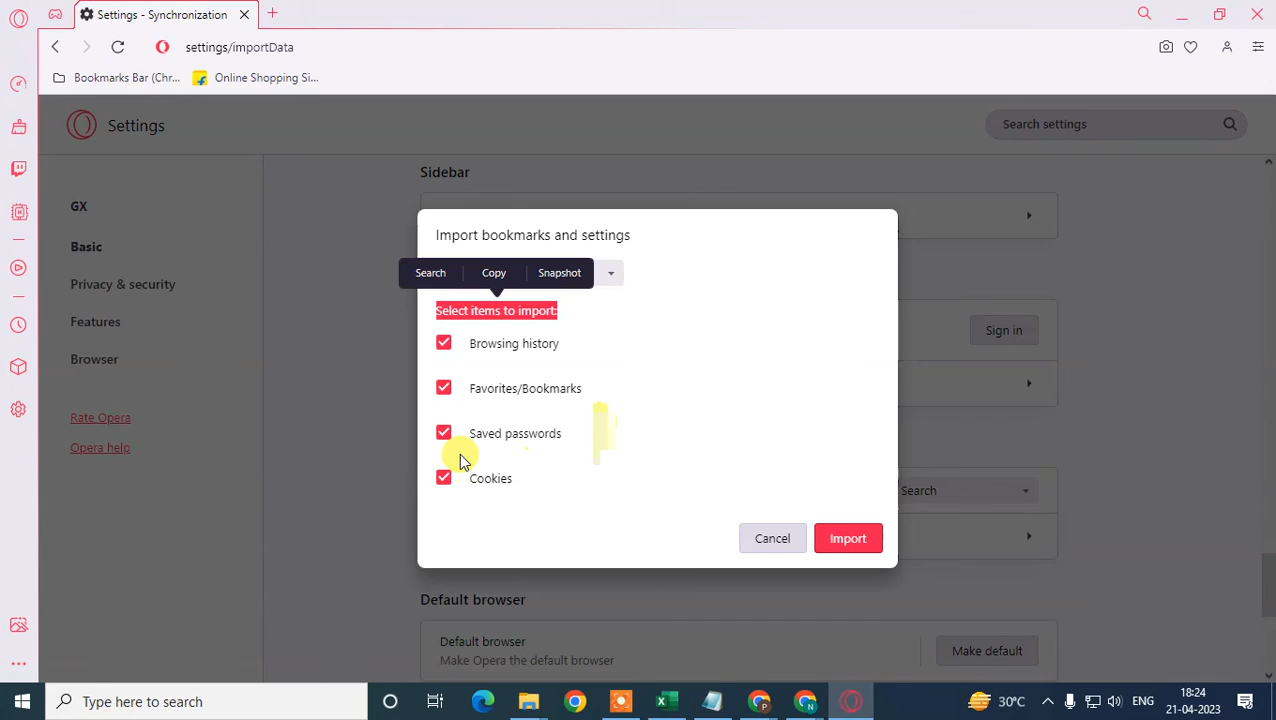 Settings - Synchronization
settings/importData
Bookmarks Bar (Chr...
Online Shopping Si...
Settings
Search settings
GX
Basic
Privacy & security
Features
Browser
Rate Opera
Opera help
Sidebar
Import bookmarks and settings
Search
Copy
Snapshot
Select items to import:
Browsing history
Favorites/Bookmarks
Saved passwords
Cookies
Cancel
Import
Sign in
Search
Default browser
Default browser
Make Opera the default browser
Make default
Type here to search
30°C
ENG
18:24
21-04-2023